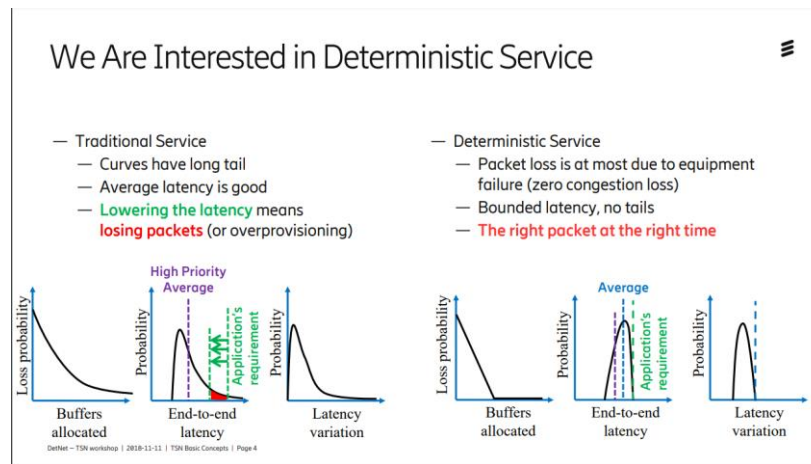 We Are Interested in Deterministic Service
— Traditional Service
— Curves have long tail
— Average latency is good
— Lowering the latency means
losing packets (or overprovisioning)
— Deterministic Service
— Packet loss is at most due to equipment
failure (zero congestion loss)
— Bounded latency, no tails
— The right packet at the right time
High Priority
Average
Loss probability
Buffers
allocated
Probability
Application's
requirement
End-to-end
latency
Probability
Latency
variation
Loss probability
Buffers
allocated
Average
Probability
Application's
requirement
End-to-end
latency
Probability
Latency
variation
DetNet – TSN workshop | 2018-11-11 | TSN Basic Concepts | Page 4